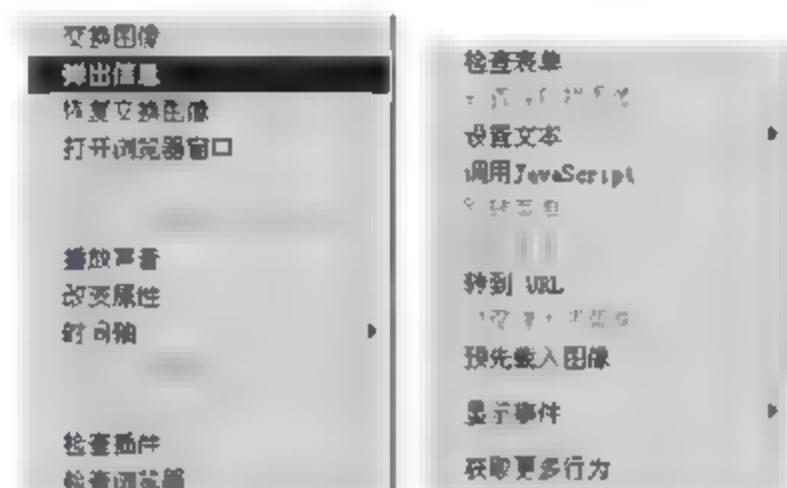 交换图像
弹出信息
恢复交换图像
打开浏览器窗口
播放声音
改变属性
时间轴
检查插件
检查浏览器
检查表单
设置文本
调用JavaScript
转到 URL
预先载入图像
显示事件
获取更多行为